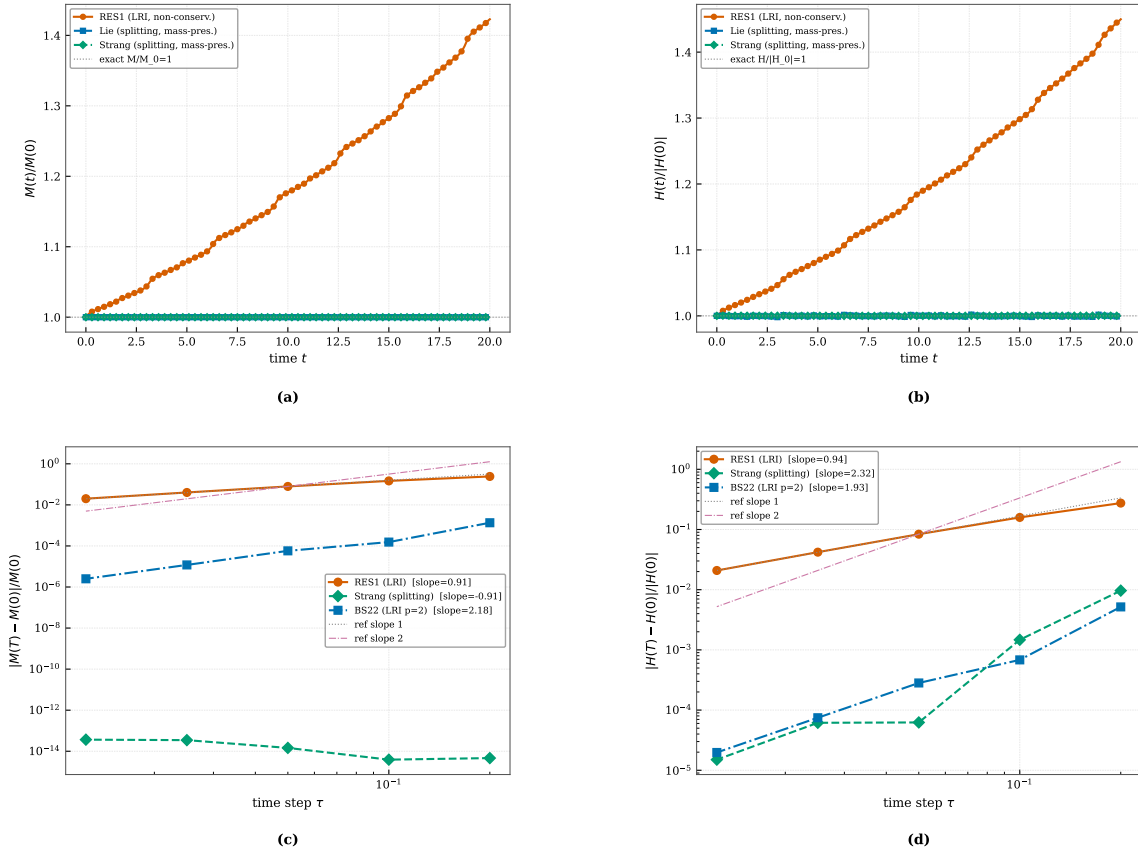 RES1 (LRI, non-conserv.)
Lie (splitting, mass-pres.)
Strang (splitting, mass-pres.)
exact M/M_0=1
1.4
1.3
1.2
1.1
1.0
M(t)/M(0)
0.0 2.5 5.0 7.5 10.0 12.5 15.0 17.5 20.0
time t
(a)
RES1 (LRI, non-conserv.)
Lie (splitting, mass-pres.)
Strang (splitting, mass-pres.)
exact H/|H_0|=1
1.4
1.3
1.2
1.1
1.0
H(t)/|H(0)|
0.0 2.5 5.0 7.5 10.0 12.5 15.0 17.5 20.0
time t
(b)
10⁰
10⁻²
10⁻⁴
10⁻⁶
10⁻⁸
10⁻¹⁰
10⁻¹²
10⁻¹⁴
|M(T) − M(0)|/M(0)
RES1 (LRI) [slope=0.91]
Strang (splitting) [slope=-0.91]
BS22 (LRI p=2) [slope=2.18]
ref slope 1
ref slope 2
10⁻¹
time step τ
(c)
RES1 (LRI) [slope=0.94]
Strang (splitting) [slope=2.32]
BS22 (LRI p=2) [slope=1.93]
ref slope 1
ref slope 2
10⁰
10⁻¹
10⁻²
10⁻³
10⁻⁴
10⁻⁵
|H(T) − H(0)|/|H(0)|
10⁻¹
time step τ
(d)